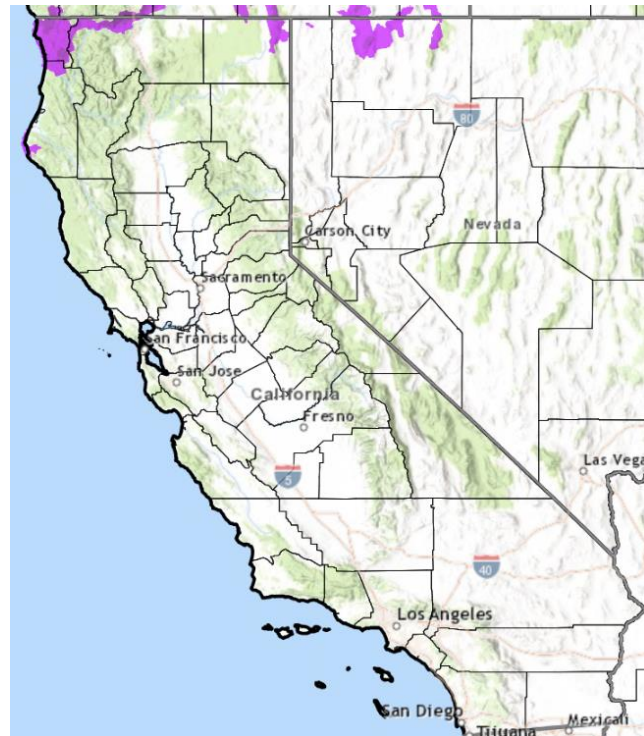 80
Carson City
Nevada
Sacramento
San Francisco
San Jose
California
Fresno
Las Vega
5
40
Los Angeles
San Diego
Mexicali
Tijuana